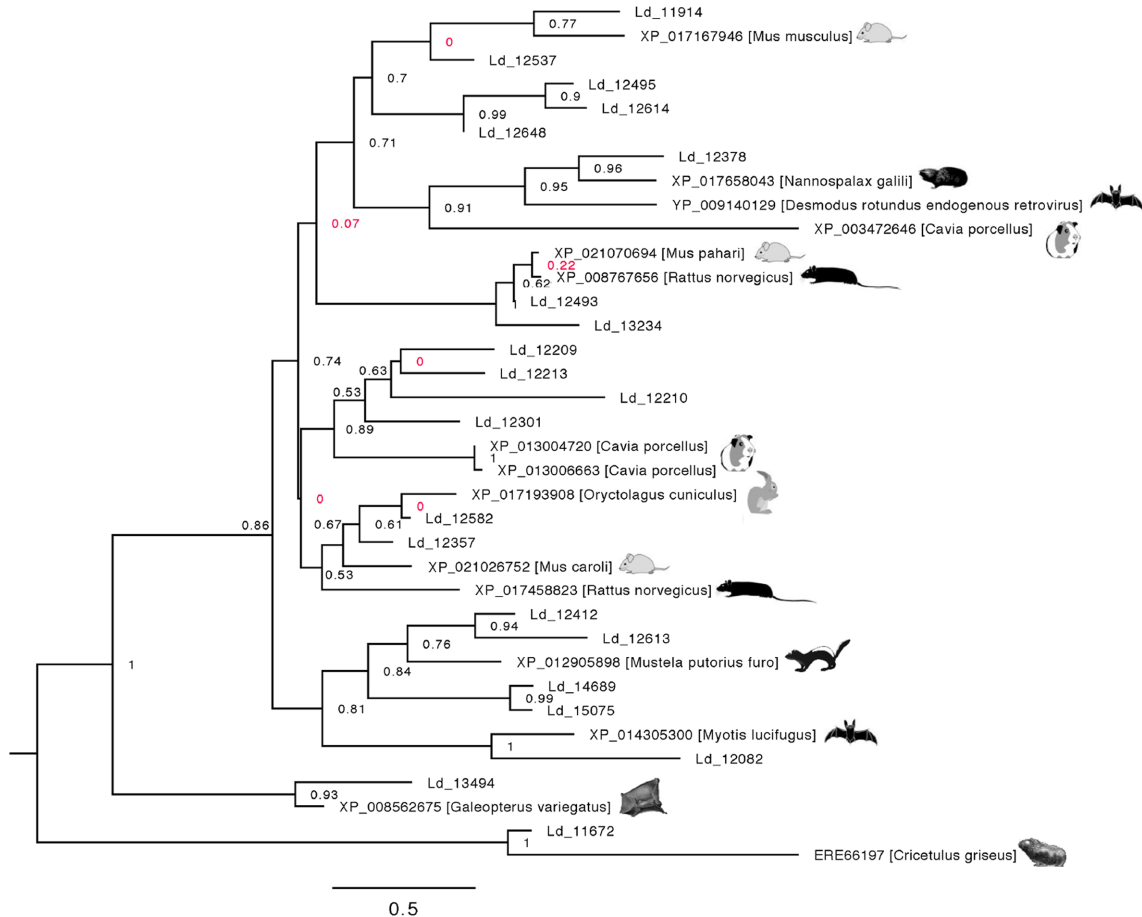 Ld_11914
0.77
XP_017167946 [Mus musculus]
0
Ld_12537
0.7
Ld_12495
0.9
Ld_12614
0.99
Ld_12648
0.71
Ld_12378
0.96
XP_017658043 [Nannospalax galili]
0.95
YP_009140129 [Desmodus rotundus endogenous retrovirus]
0.91
XP_003472646 [Cavia porcellus]
0.07
XP_021070694 [Mus pahari]
0.22
XP_008767656 [Rattus norvegicus]
0.62
Ld_12493
Ld_13234
Ld_12209
0.74
0
0.63
Ld_12213
0.53
Ld_12210
Ld_12301
0.89
XP_013004720 [Cavia porcellus]
1
XP_013006663 [Cavia porcellus]
XP_017193908 [Oryctolagus cuniculus]
0
0
Ld_12582
0.86
0.67
0.61
Ld_12357
XP_021026752 [Mus caroli]
0.53
XP_017458823 [Rattus norvegicus]
Ld_12412
0.94
Ld_12613
0.76
XP_012905898 [Mustela putorius furo]
1
0.84
Ld_14689
0.99
Ld_15075
0.81
XP_014305300 [Myotis lucifugus]
1
Ld_12082
Ld_13494
0.93
XP_008562675 [Galeopterus variegatus]
Ld_11672
1
ERE66197 [Cricetulus griseus]
0.5